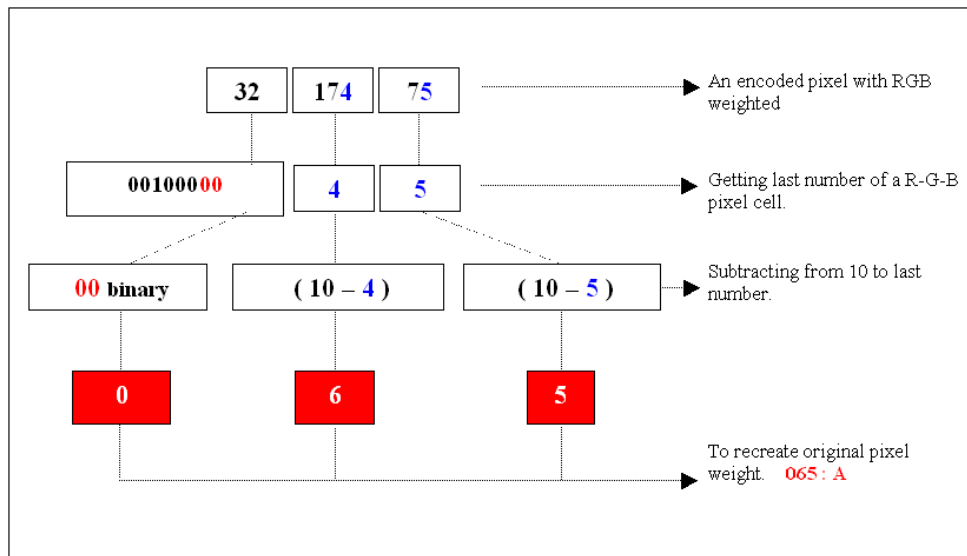 32 174 75
An encoded pixel with RGB
weighted
00100000 4 5
Getting last number of a R-G-B
pixel cell.
00 binary ( 10 – 4 ) ( 10 – 5 )
Subtracting from 10 to last
number.
0 6 5
To recreate original pixel
weight. 065 : A